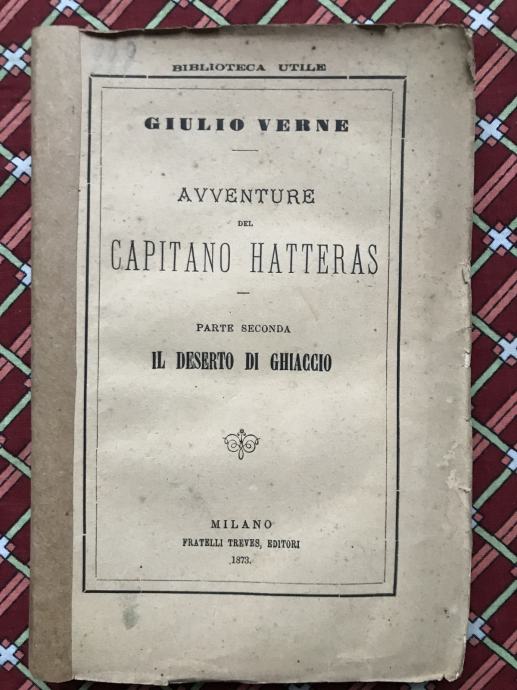 BIBLIOTECA UTILE
GIULIO VERNE
AVVENTURE
DEL
CAPITANO HATTERAS
PARTE SECONDA
IL DESERTO DI GHIACCIO
MILANO
FRATELLI TREVES, EDITORI
1873.